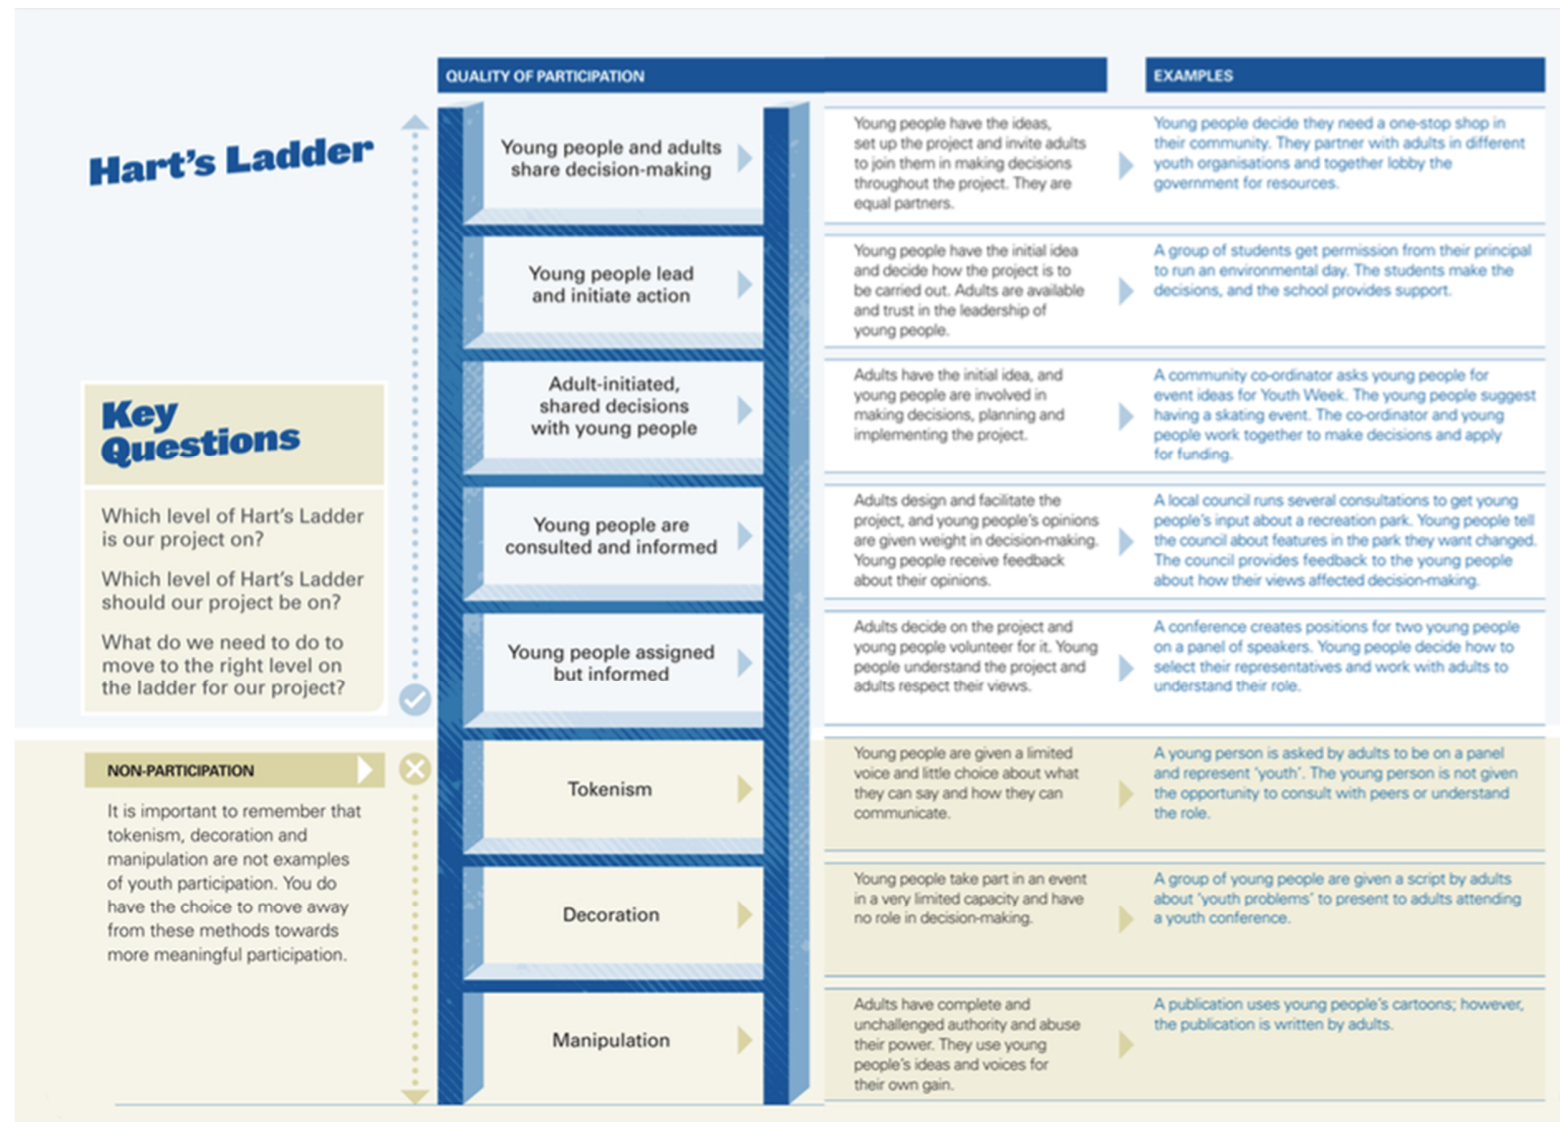 QUALITY OF PARTICIPATION
EXAMPLES
Hart's Ladder
Young people and adults
share decision-making
Young people have the ideas,
set up the project and invite adults
to join them in making decisions
throughout the project. They are
equal partners.
Young people decide they need a one-stop shop in
their community. They partner with adults in different
youth organisations and together lobby the
government for resources.
Young people lead
and initiate action
Young people have the initial idea
and decide how the project is to
be carried out. Adults are available
and trust in the leadership of
young people.
A group of students get permission from their principal
to run an environmental day. The students make the
decisions, and the school provides support.
Adult-initiated,
shared decisions
with young people
Adults have the initial idea, and
young people are involved in
making decisions, planning and
implementing the project.
A community co-ordinator asks young people for
event ideas for Youth Week. The young people suggest
having a skating event. The co-ordinator and young
people work together to make decisions and apply
for funding.
Key
Questions
Which level of Hart's Ladder
is our project on?
Which level of Hart's Ladder
should our project be on?
What do we need to do to
move to the right level on
the ladder for our project?
Young people are
consulted and informed
Adults design and facilitate the
project, and young people's opinions
are given weight in decision-making.
Young people receive feedback
about their opinions.
A local council runs several consultations to get young
people's input about a recreation park. Young people tell
the council about features in the park they want changed.
The council provides feedback to the young people
about how their views affected decision-making.
Young people assigned
but informed
Adults decide on the project and
young people volunteer for it. Young
people understand the project and
adults respect their views.
A conference creates positions for two young people
on a panel of speakers. Young people decide how to
select their representatives and work with adults to
understand their role.
NON-PARTICIPATION
It is important to remember that
tokenism, decoration and
manipulation are not examples
of youth participation. You do
have the choice to move away
from these methods towards
more meaningful participation.
Tokenism
Young people are given a limited
voice and little choice about what
they can say and how they can
communicate.
A young person is asked by adults to be on a panel
and represent 'youth'. The young person is not given
the opportunity to consult with peers or understand
the role.
Decoration
Young people take part in an event
in a very limited capacity and have
no role in decision-making.
A group of young people are given a script by adults
about 'youth problems' to present to adults attending
a youth conference.
Manipulation
Adults have complete and
unchallenged authority and abuse
their power. They use young
people's ideas and voices for
their own gain.
A publication uses young people's cartoons; however,
the publication is written by adults.